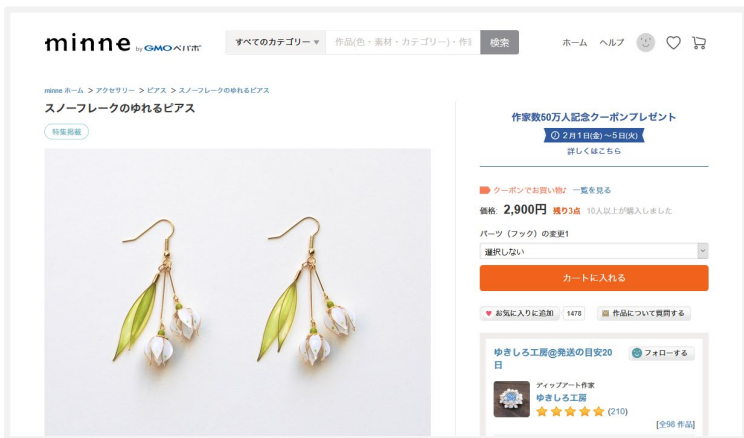 minne by GMOペパボ
すべてのカテゴリー ▼
作品(色・素材・カテゴリー)・作家
検索
ホーム ヘルプ
minne ホーム > アクセサリー > ピアス > スノーフレークのゆれるピアス
スノーフレークのゆれるピアス
特集掲載
作家数50万人記念クーポンプレゼント
2月1日(金)~5日(火)
詳しくはこちら
クーポンでお買い物♪ 一覧を見る
価格: 2,900円 残り3点 10人以上が購入しました
パーツ(フック)の変更1
選択しない
カートに入れる
お気に入りに追加 1478 作品について質問する
ゆきしろ工房@発送の目安20
日
フォローする
ディップアート作家
ゆきしろ工房
(210)
[全98 作品]